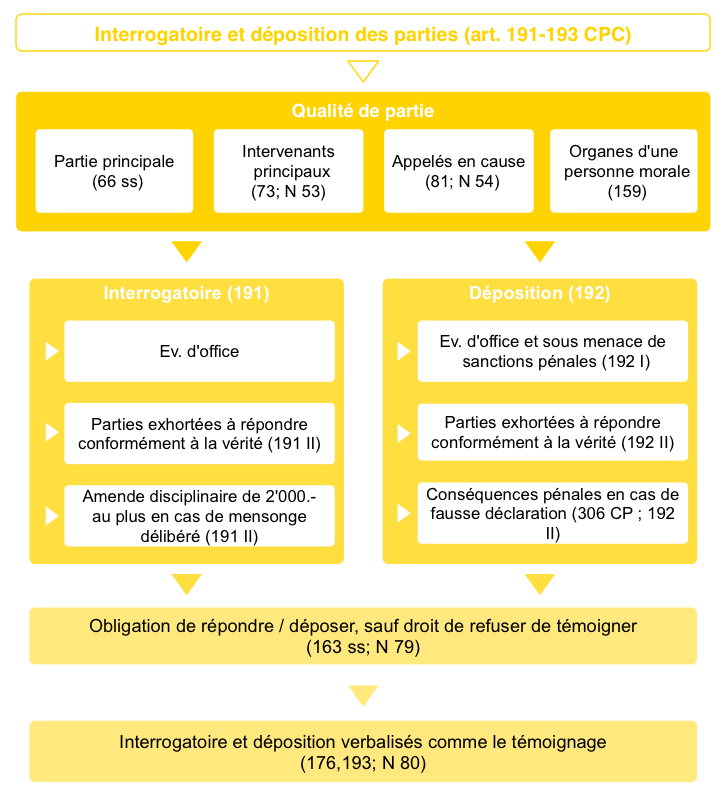 Interrogatoire et déposition des parties (art. 191-193 CPC)
Qualité de partie
Partie principale
(66 ss)
Intervenants
principaux
(73; N 53)
Appelés en cause
(81; N 54)
Organes d'une
personne morale
(159)
Interrogatoire (191)
Ev. d'office
Parties exhortées à répondre
conformément à la vérité (191 II)
Amende disciplinaire de 2'000.-
au plus en cas de mensonge
délibéré (191 II)
Déposition (192)
Ev. d'office et sous menace de
sanctions pénales (192 I)
Parties exhortées à répondre
conformément à la vérité (192 II)
Conséquences pénales en cas de
fausse déclaration (306 CP ; 192
II)
Obligation de répondre / déposer, sauf droit de refuser de témoigner
(163 ss; N 79)
Interrogatoire et déposition verbalisés comme le témoignage
(176,193; N 80)